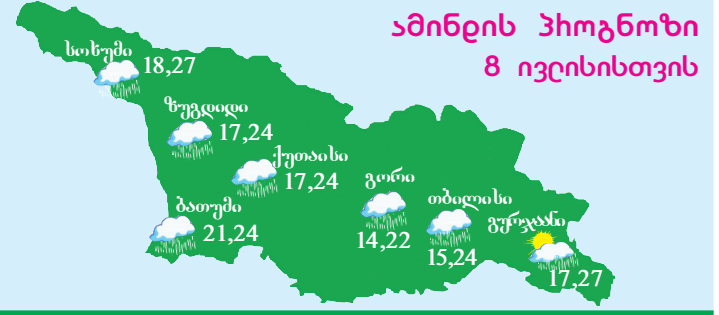 ამინდის პროგნოზი
8 ივლისისთვის
სოხუმი
18,27
ზუგდიდი
17,24
ქუთაისი
17,24
გორი
14,22
თბილისი
15,24
გურჯაანი
17,27
ბათუმი
21,24